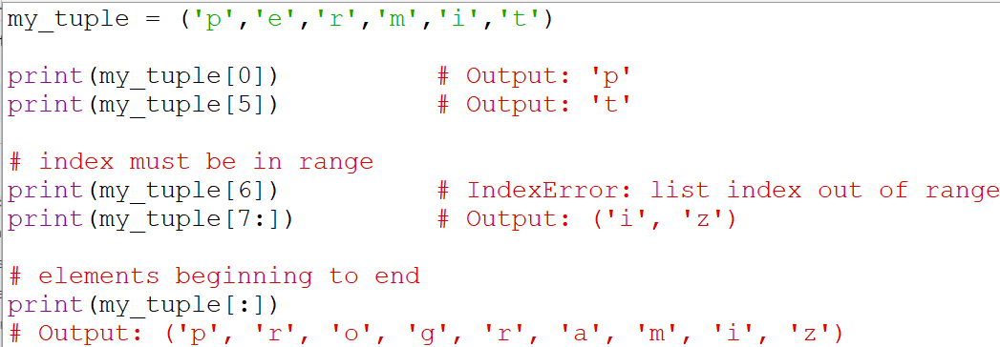 my_tuple = ('p','e','r','m','i','t')
print(my_tuple[0]) # Output: 'p'
print(my_tuple[5]) # Output: 't'
# index must be in range
print(my_tuple[6]) # IndexError: list index out of range
print(my_tuple[7:]) # Output: ('i', 'z')
# elements beginning to end
print(my_tuple[:])
# Output: ('p', 'r', 'o', 'g', 'r', 'a', 'm', 'i', 'z')